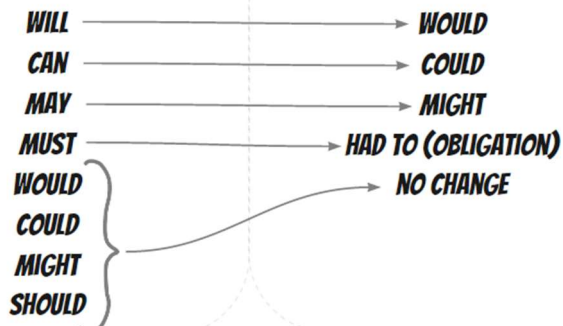 WILL WOULD
CAN COULD
MAY MIGHT
MUST HAD TO (OBLIGATION)
WOULD NO CHANGE
COULD
MIGHT
SHOULD